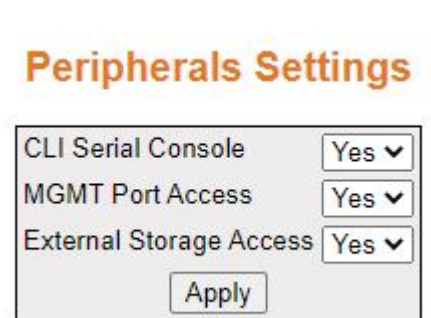 Peripherals Settings
CLI Serial Console Yes
MGMT Port Access Yes
External Storage Access Yes
Apply